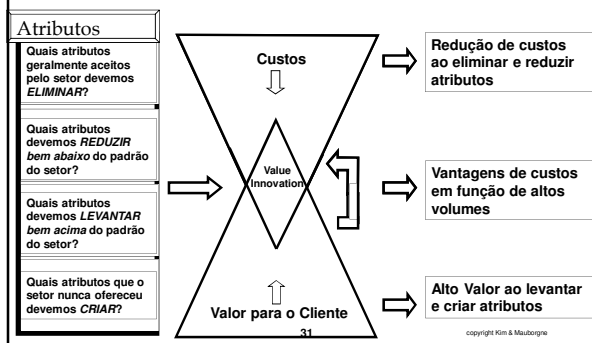 Atributos
Quais atributos
geralmente aceitos
pelo setor devemos
ELIMINAR?
Quais atributos
devemos REDUZIR
bem abaixo do padrão
do setor?
Quais atributos
devemos LEVANTAR
bem acima do padrão
do setor?
Quais atributos que o
setor nunca ofereceu
devemos CRIAR?
Custos
Value
Innovation
Valor para o Cliente
31
Redução de custos
ao eliminar e reduzir
atributos
Vantagens de custos
em função de altos
volumes
Alto Valor ao levantar
e criar atributos
copyright Kim & Mauborgne